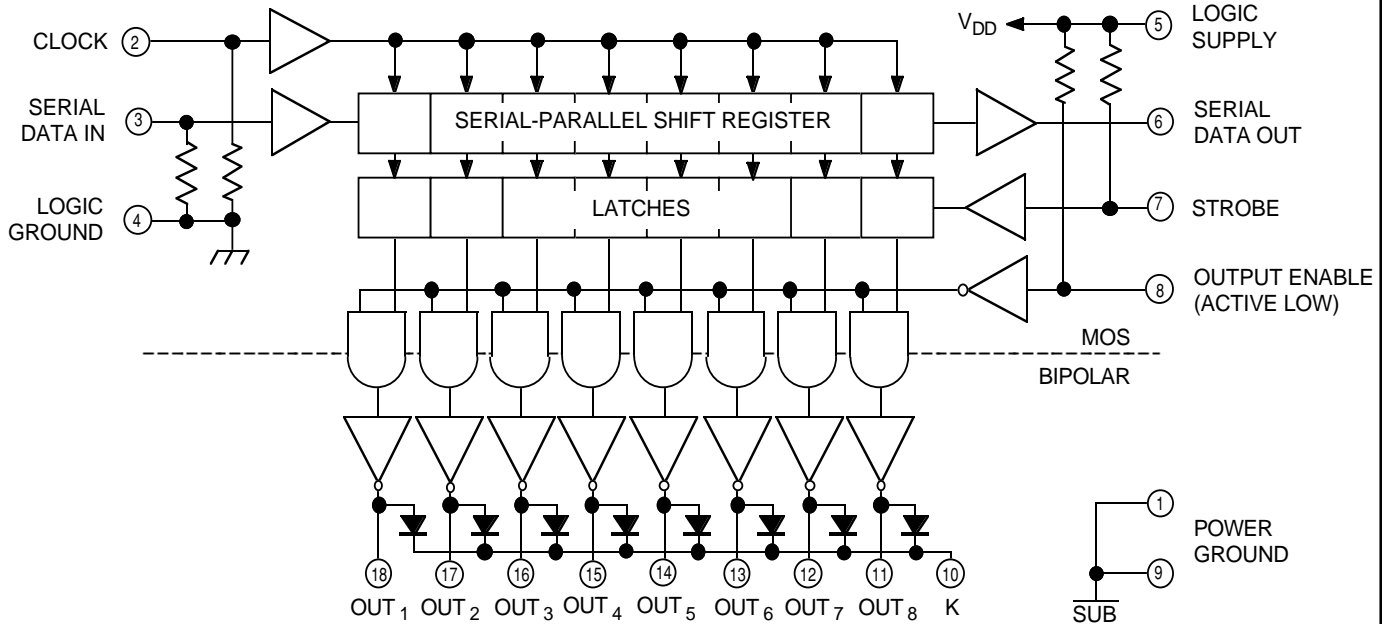 CLOCK 2
V_DD
5 LOGIC SUPPLY
SERIAL DATA IN 3
SERIAL-PARALLEL SHIFT REGISTER
6 SERIAL DATA OUT
LOGIC GROUND 4
LATCHES
7 STROBE
8 OUTPUT ENABLE
(ACTIVE LOW)
MOS
BIPOLAR
1
POWER GROUND
9
SUB
18 17 16 15 14 13 12 11 10
OUT 1 OUT 2 OUT 3 OUT 4 OUT 5 OUT 6 OUT 7 OUT 8 K